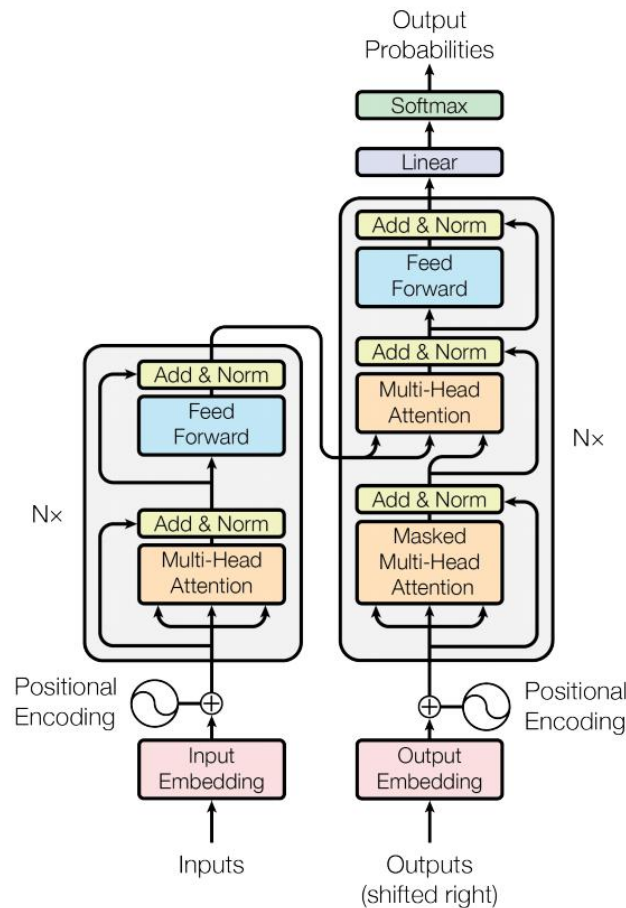 Output
Probabilities
Softmax
Linear
Add & Norm
Feed
Forward
Add & Norm
Multi-Head
Attention
Add & Norm
Masked
Multi-Head
Attention
N×
Positional
Encoding
Output
Embedding
Outputs
(shifted right)
Add & Norm
Feed
Forward
Add & Norm
Multi-Head
Attention
N×
Positional
Encoding
Input
Embedding
Inputs